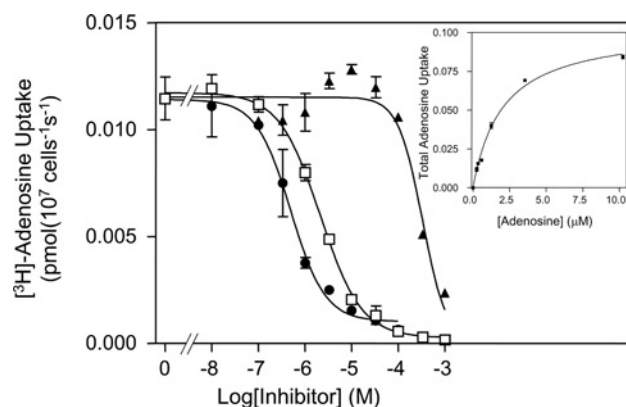 [³H]-Adenosine Uptake
(pmol(10⁷ cells⁻¹s⁻¹)
0.015
0.010
0.005
0.000
0 -8 -7 -6 -5 -4 -3
Log[Inhibitor] (M)
Total Adenosine Uptake
0.100
0.075
0.050
0.025
0.000
0 2.5 5.0 7.5 10.0
[Adenosine] (μM)